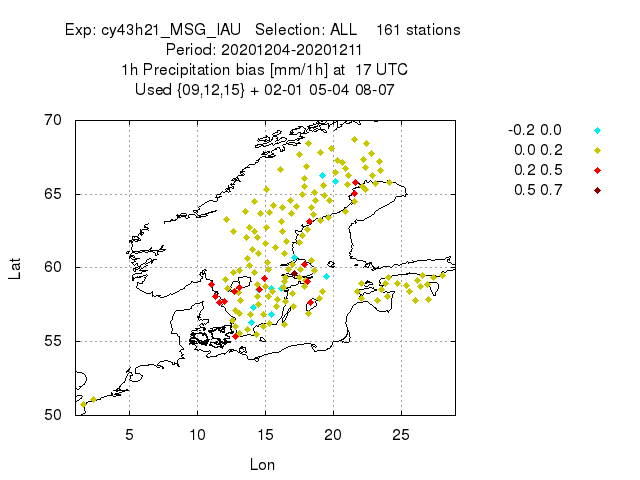 Exp: cy43h21_MSG_IAU   Selection: ALL    161 stations
Period: 20201204-20201211
1h Precipitation bias [mm/1h] at  17 UTC
Used {09,12,15} + 02-01 05-04 08-07
-0.2 0.0
0.0 0.2
0.2 0.5
0.5 0.7
70
65
60
55
50
Lat
5 10 15 20 25
Lon